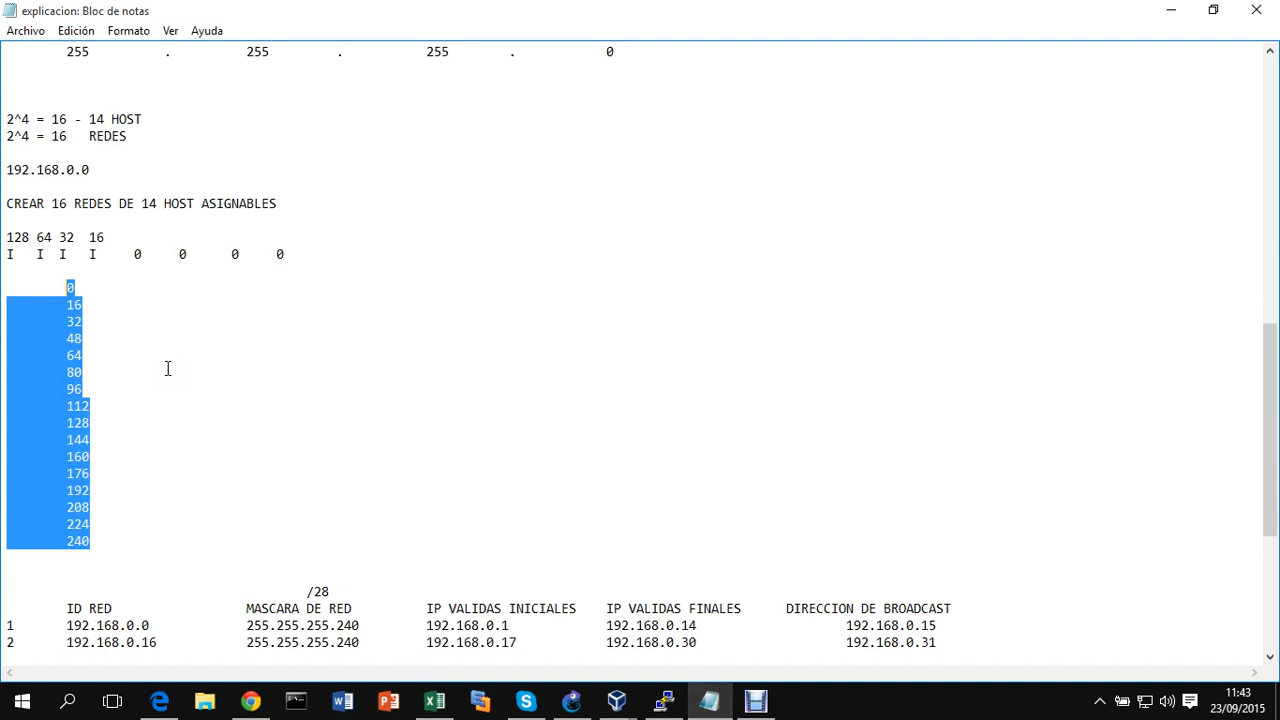 explicacion: Bloc de notas
Archivo Edición Formato Ver Ayuda
255 . 255 . 255 . 0
2^4 = 16 - 14 HOST
2^4 = 16 REDES
192.168.0.0
CREAR 16 REDES DE 14 HOST ASIGNABLES
128 64 32 16
I I I I 0 0 0 0
0
16
32
48
64
80
96
112
128
144
160
176
192
208
224
240
/28
ID RED MASCARA DE RED IP VALIDAS INICIALES IP VALIDAS FINALES DIRECCION DE BROADCAST
1 192.168.0.0 255.255.255.240 192.168.0.1 192.168.0.14 192.168.0.15
2 192.168.0.16 255.255.255.240 192.168.0.17 192.168.0.30 192.168.0.31
11:43
23/09/2015